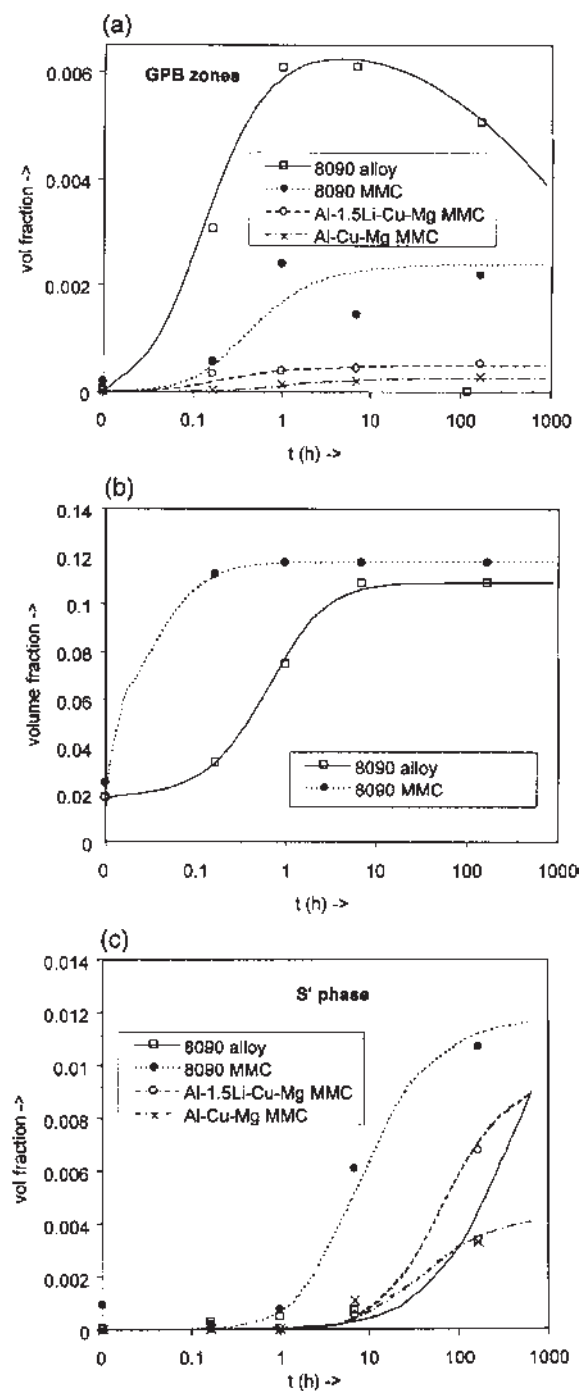 (a)
GPB zones
0.006
0.004
0.002
0
vol fraction ->
8090 alloy
8090 MMC
Al-1.5Li-Cu-Mg MMC
Al-Cu-Mg MMC
0.1 1 10 100 1000
t (h) ->
(b)
0.14
0.12
0.1
0.08
0.06
0.04
0.02
0
volume fraction ->
8090 alloy
8090 MMC
0.1 1 10 100 1000
t (h) ->
(c)
S' phase
0.014
0.012
0.01
0.008
0.006
0.004
0.002
0
vol fraction ->
8090 alloy
8090 MMC
Al-1.5Li-Cu-Mg MMC
Al-Cu-Mg MMC
0.1 1 10 100 1000
t (h) ->